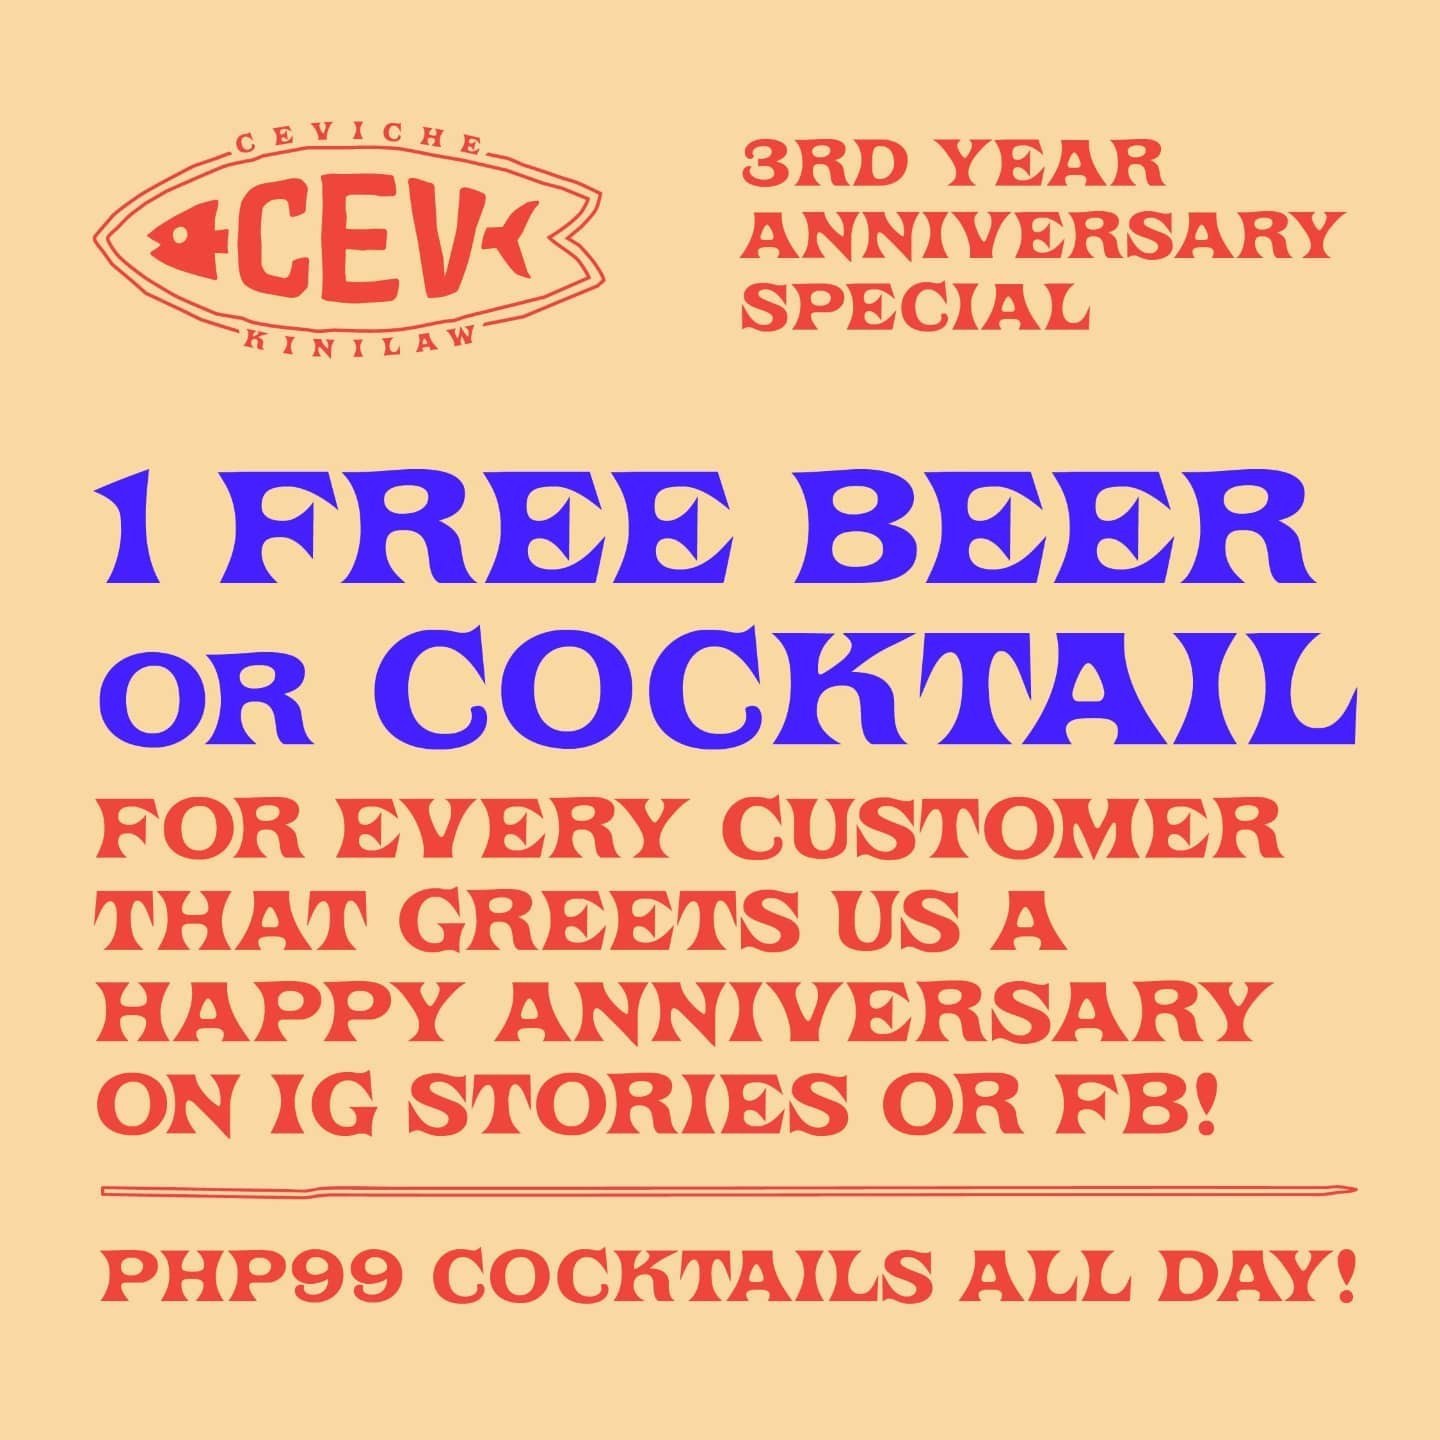 CEVICHE
CEV
KINILAW
3RD YEAR
ANNIVERSARY
SPECIAL
1 FREE BEER
OR COCKTAIL
FOR EVERY CUSTOMER
THAT GREETS US A
HAPPY ANNIVERSARY
ON IG STORIES OR FB!
PHP99 COCKTAILS ALL DAY!